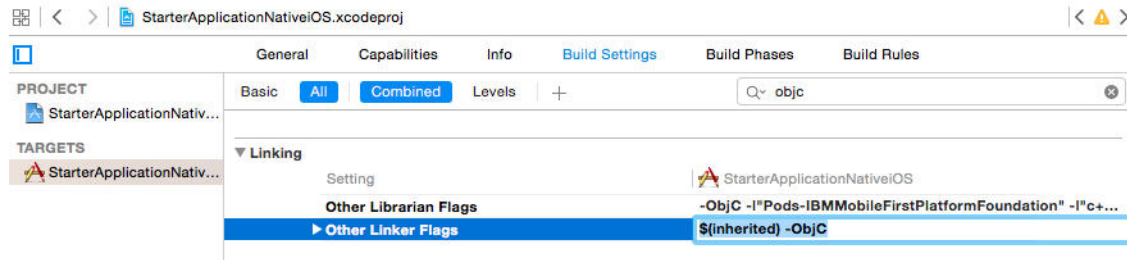 StarterApplicationNativeiOS.xcodeproj
General Capabilities Info Build Settings Build Phases Build Rules
PROJECT
StarterApplicationNativ...
TARGETS
StarterApplicationNativ...
Basic All Combined Levels + objc
Linking
Setting StarterApplicationNativeiOS
Other Librarian Flags -ObjC -l"Pods-IBMMobileFirstPlatformFoundation" -l"c+...
Other Linker Flags $(inherited) -ObjC